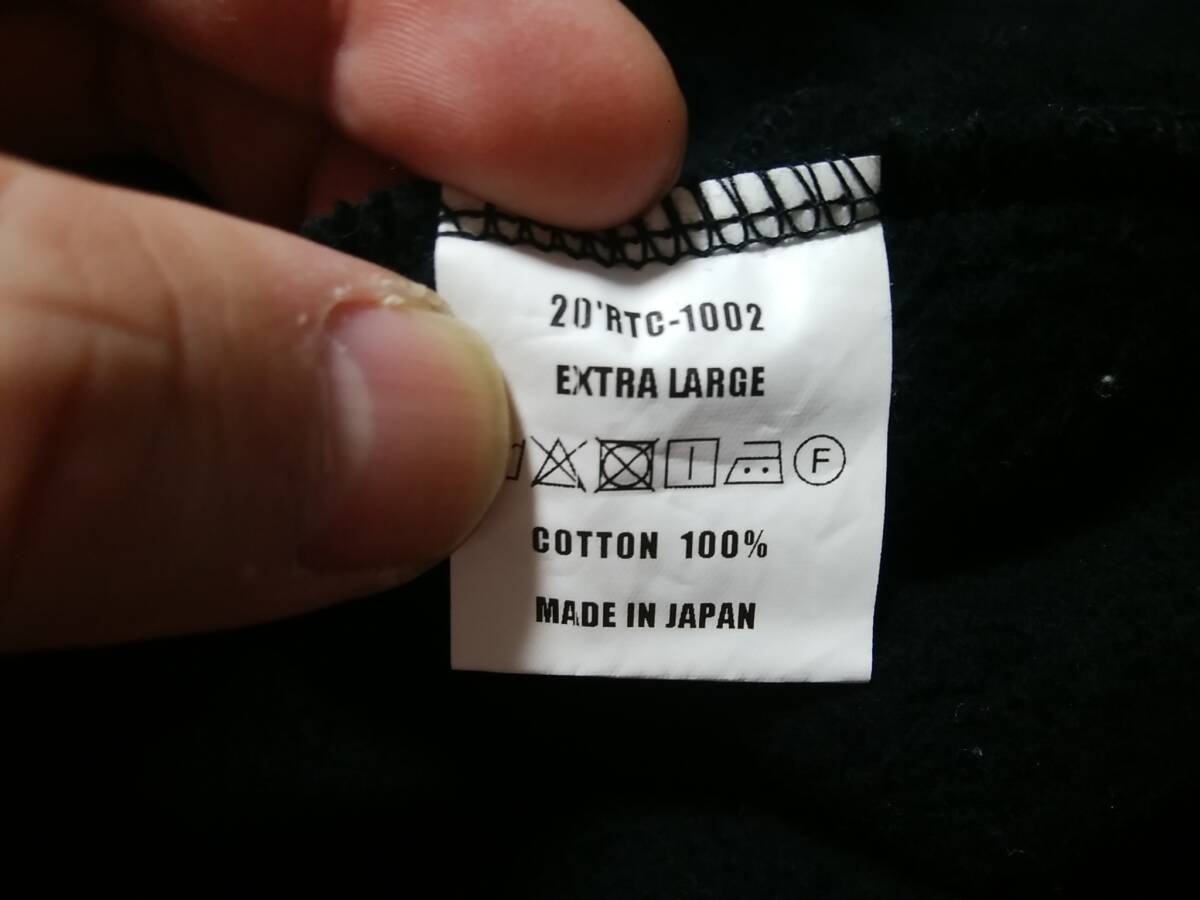 20'RTC-1002
EXTRA LARGE
F
COTTON 100%
MADE IN JAPAN